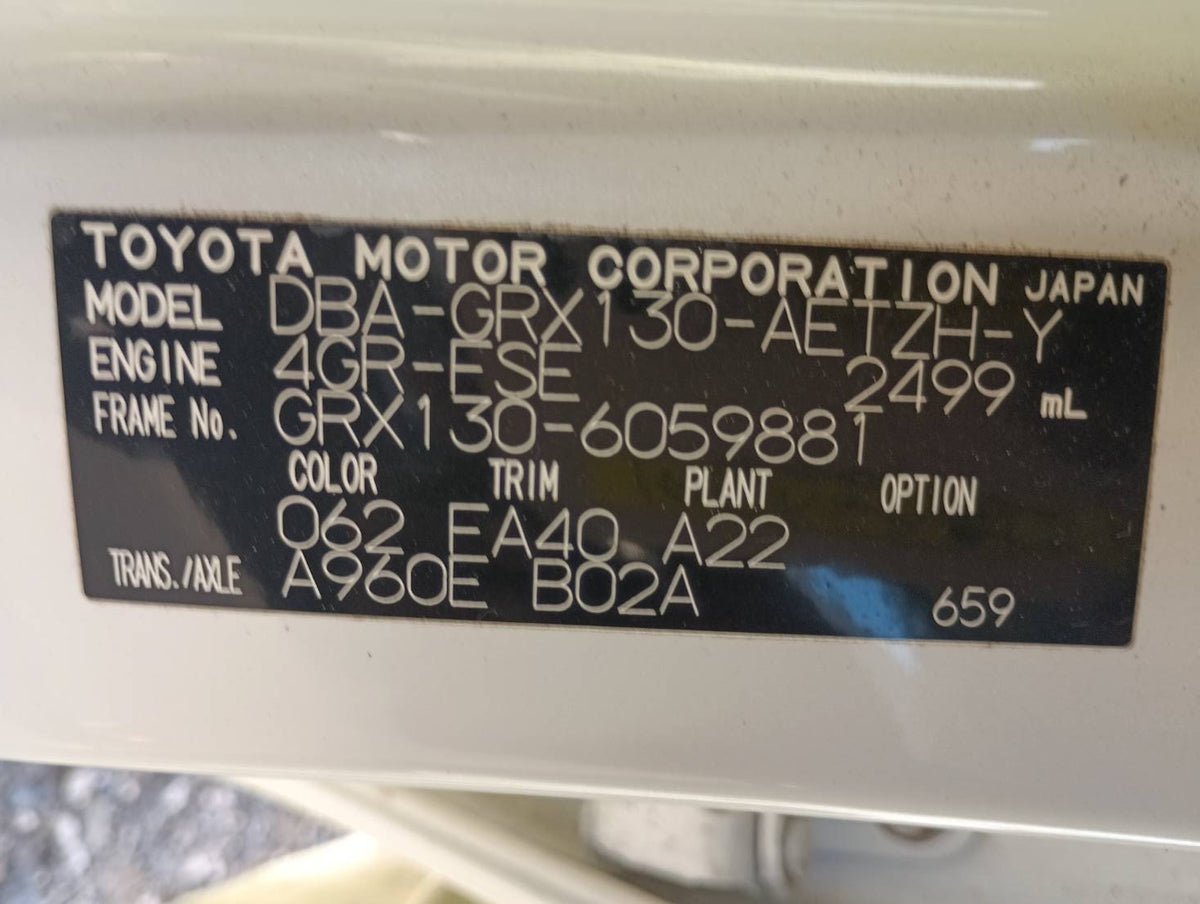 TOYOTA MOTOR CORPORATION JAPAN
MODEL DBA-GRX130-AETZH-Y
ENGINE 4GR-FSE 2499 mL
FRAME No. GRX130-6059881
COLOR TRIM PLANT OPTION
062 EA40 A22
TRANS./AXLE A960E B02A 659